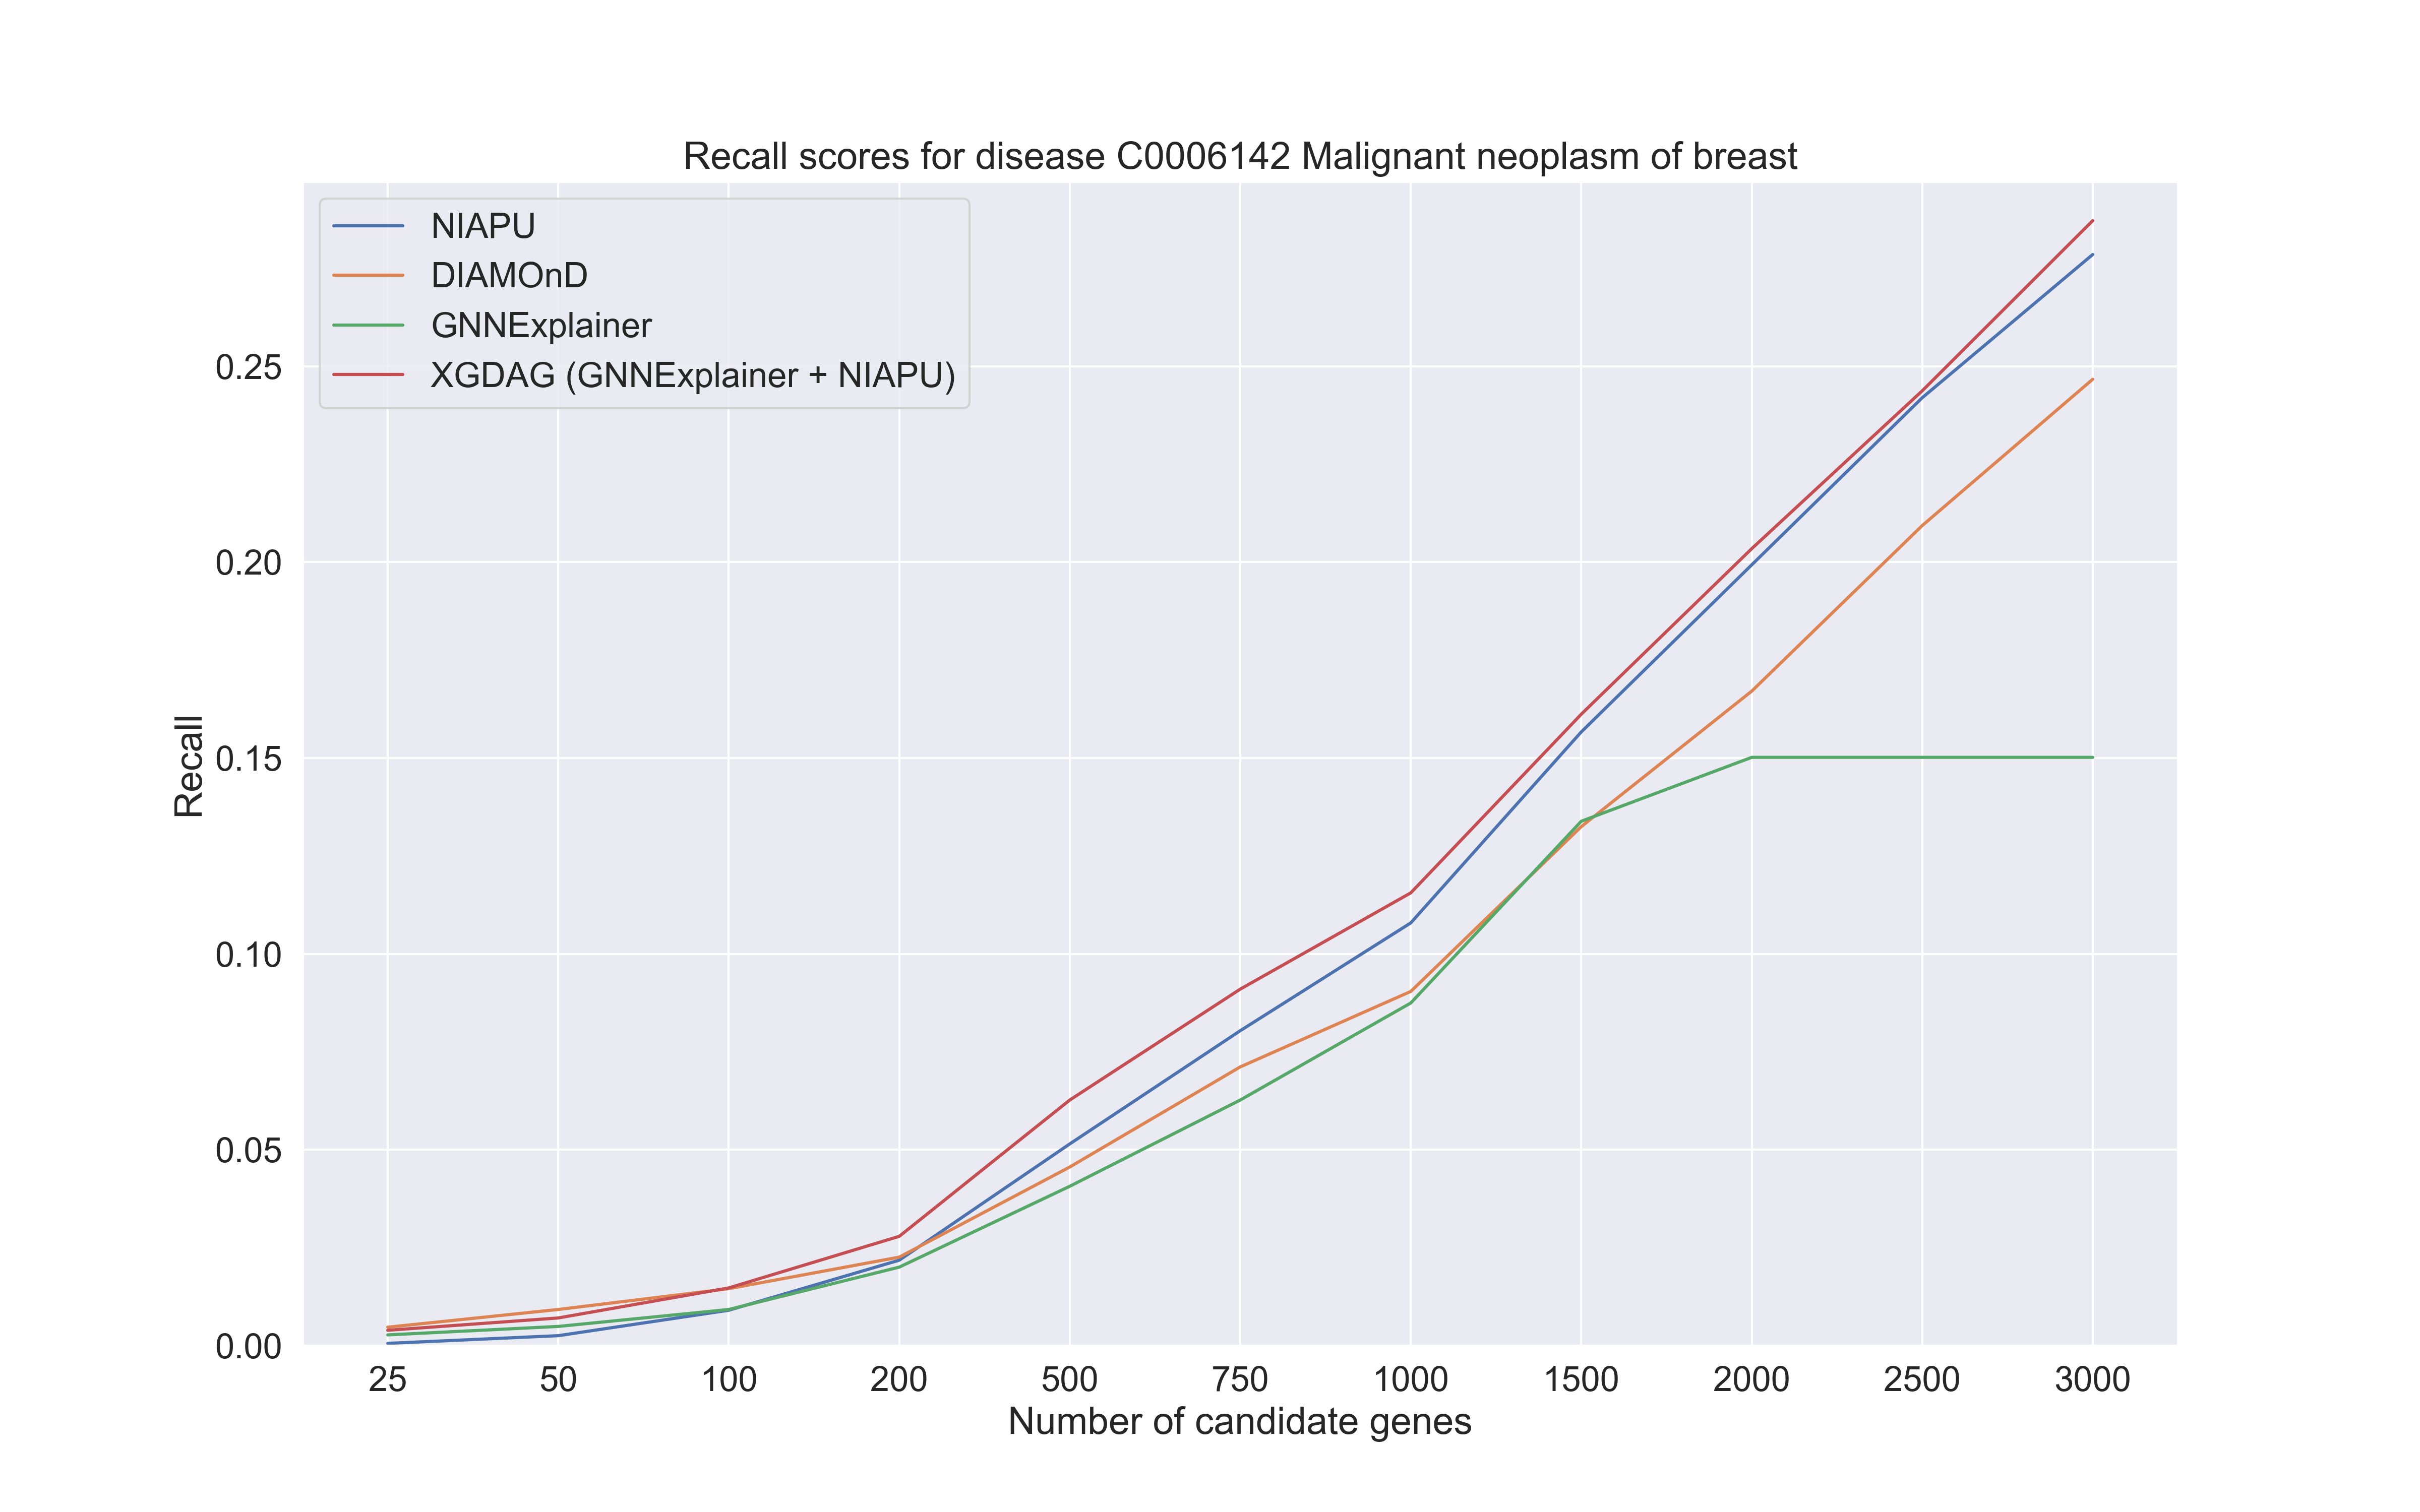 Recall scores for disease C0006142 Malignant neoplasm of breast
NIAPU
DIAMOnD
GNNExplainer
XGDAG (GNNExplainer + NIAPU)
0.25
0.20
0.15
0.10
0.05
0.00
Recall
25 50 100 200 500 750 1000 1500 2000 2500 3000
Number of candidate genes